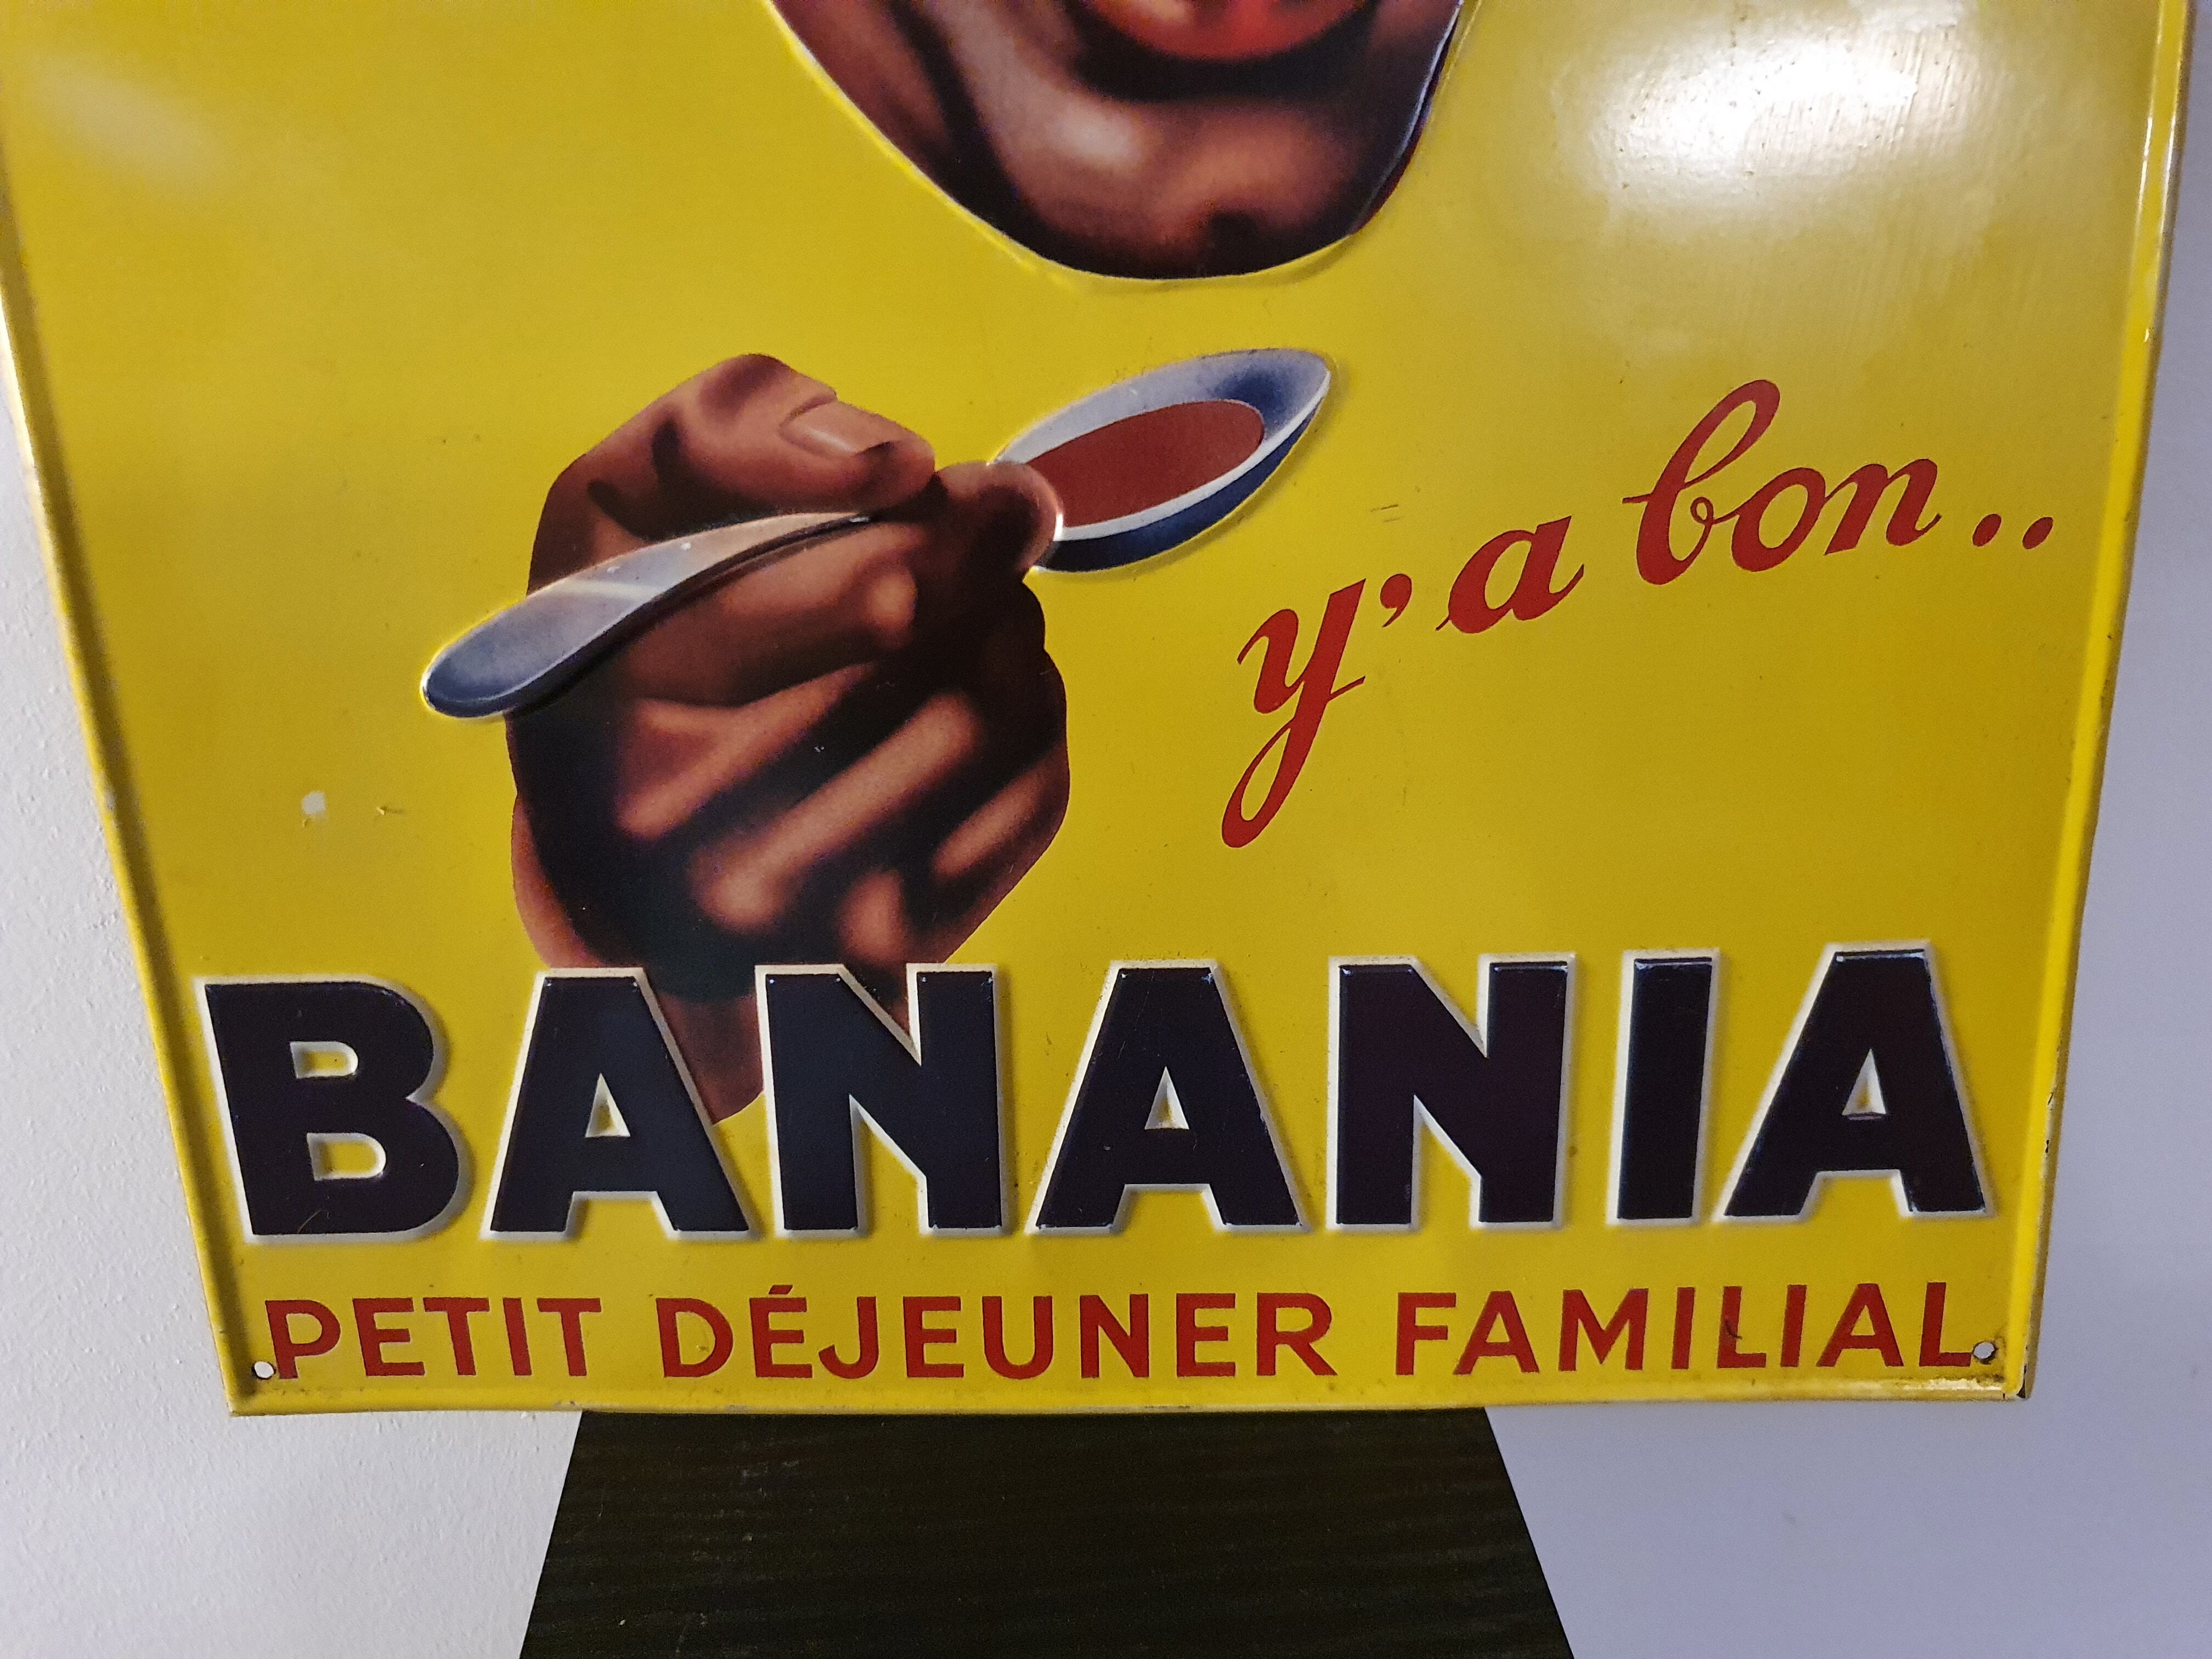 y'a bon..
BANANIA
PETIT DÉJEUNER FAMILIAL